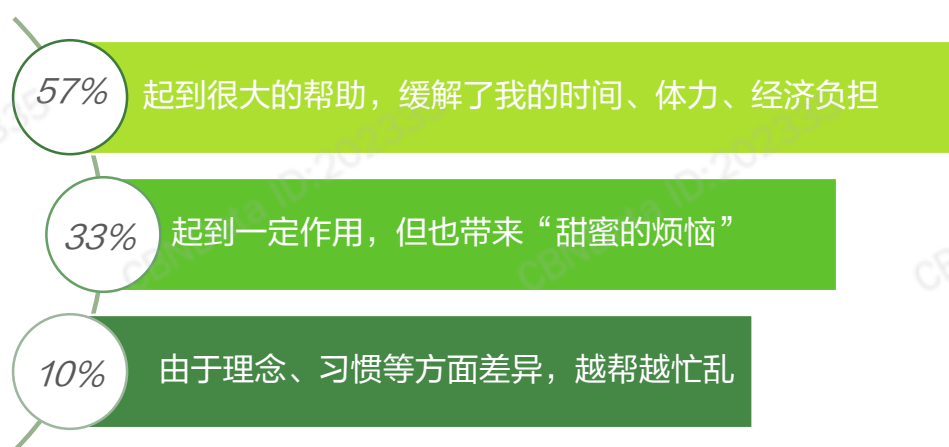 57%
起到很大的帮助，缓解了我的时间、体力、经济负担
33%
起到一定作用，但也带来“甜蜜的烦恼”
10%
由于理念、习惯等方面差异，越帮越忙乱